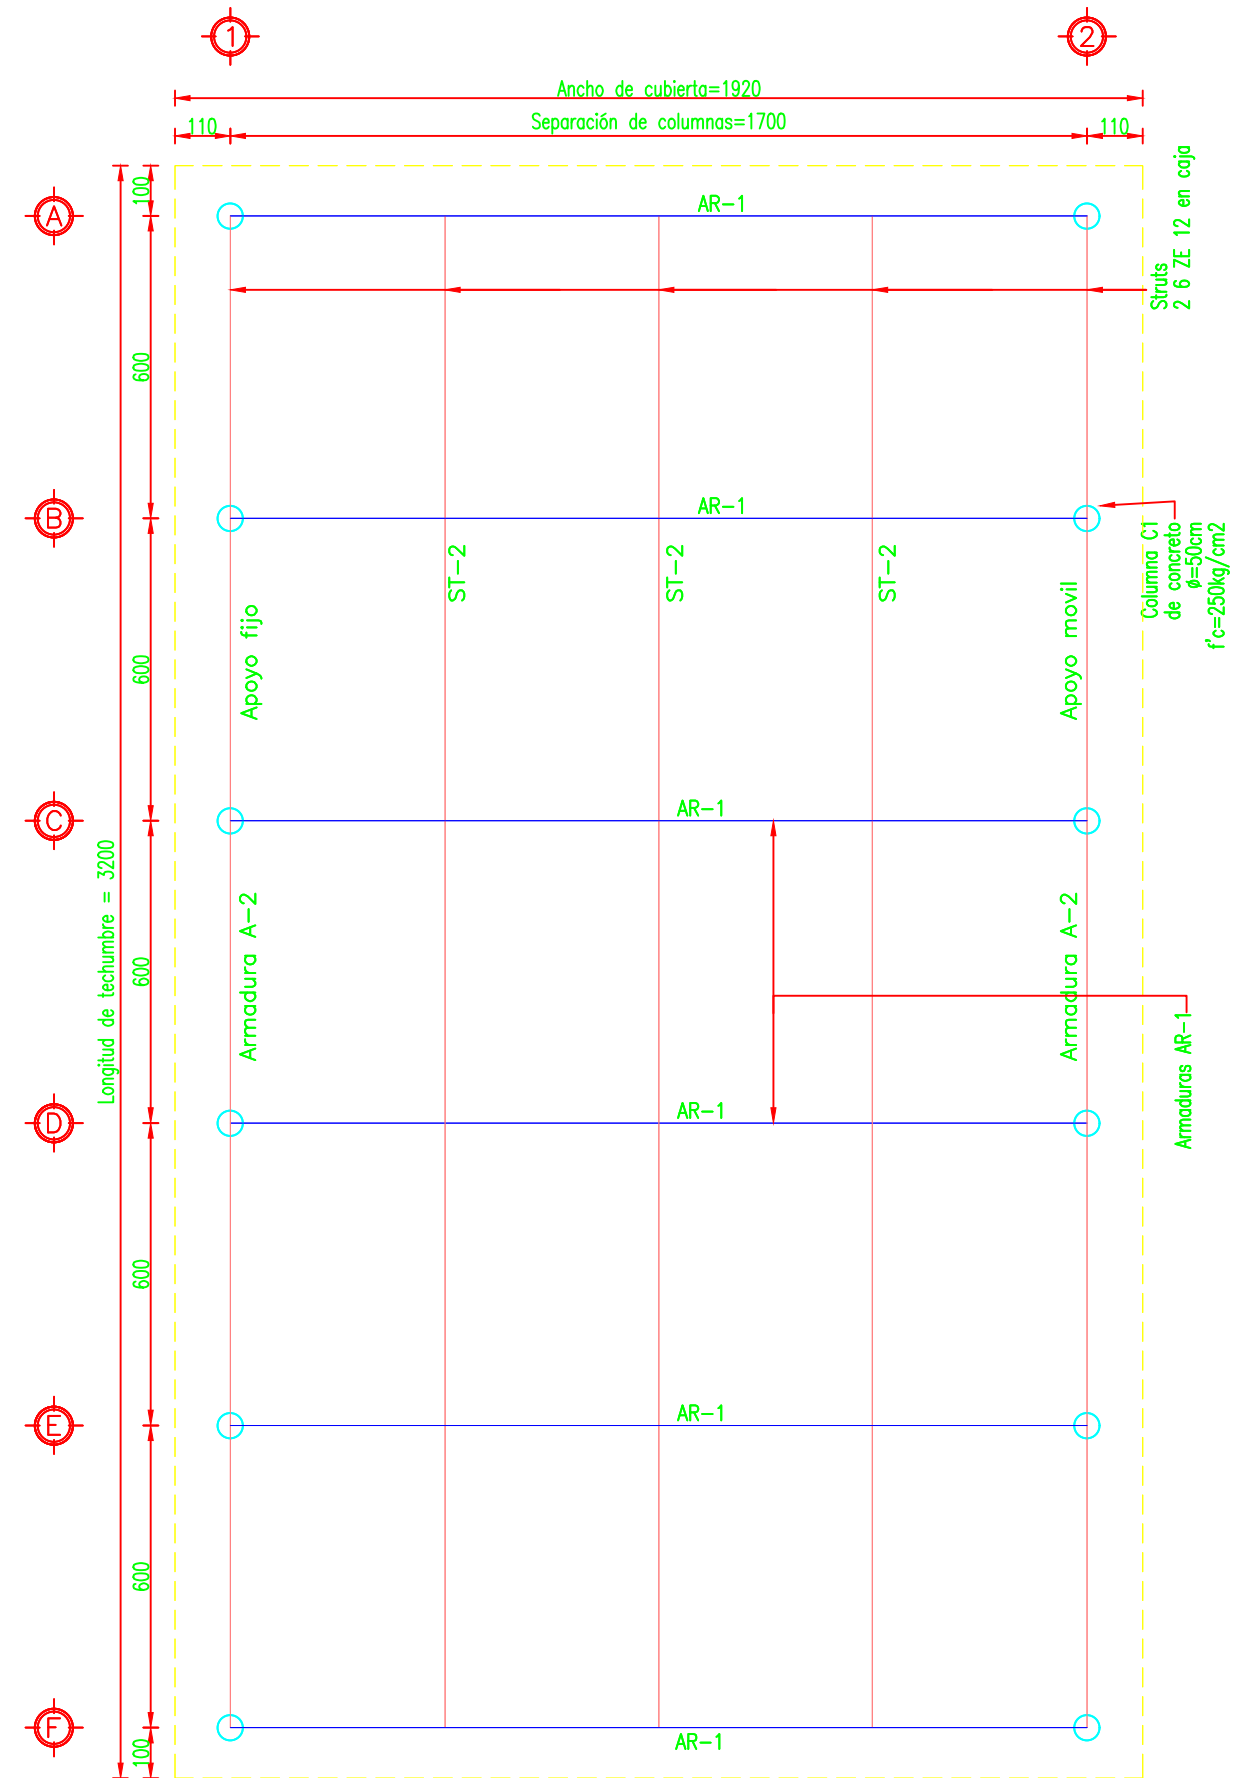 1
2
Ancho de cubierta=1920
110
Separación de columnas=1700
110
100
A
AR-1
Struts
2 6 ZE 12 en caja
600
B
AR-1
Columna C1
de concreto
ø=50cm
f'c=250kg/cm2
ST-2
ST-2
ST-2
Apoyo fijo
Apoyo movil
600
C
AR-1
Longitud de techumbre = 3200
Armadura A-2
Armadura A-2
600
Armaduras AR-1
D
AR-1
600
E
AR-1
600
F
AR-1
100